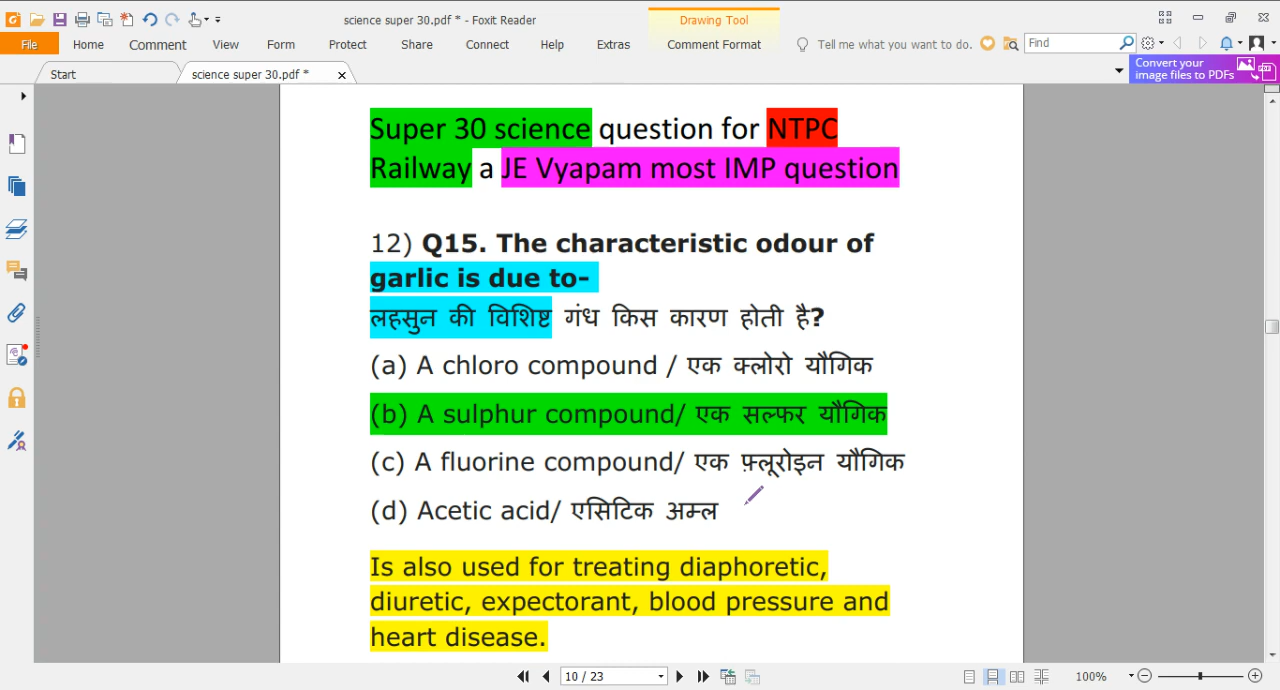 science super 30.pdf * - Foxit Reader
Drawing Tool
File Home Comment View Form Protect Share Connect Help Extras Comment Format Tell me what you want to do. Find
Start
science super 30.pdf *
Convert your
image files to PDFs
Super 30 science question for NTPC
Railway a JE Vyapam most IMP question
12) Q15. The characteristic odour of
garlic is due to-
लहसुन की विशिष्ट गंध किस कारण होती है?
(a) A chloro compound / एक क्लोरो यौगिक
(b) A sulphur compound/ एक सल्फर यौगिक
(c) A fluorine compound/ एक फ़्लूरोइन यौगिक
(d) Acetic acid/ एसिटिक अम्ल
Is also used for treating diaphoretic,
diuretic, expectorant, blood pressure and
heart disease.
10 / 23
100%